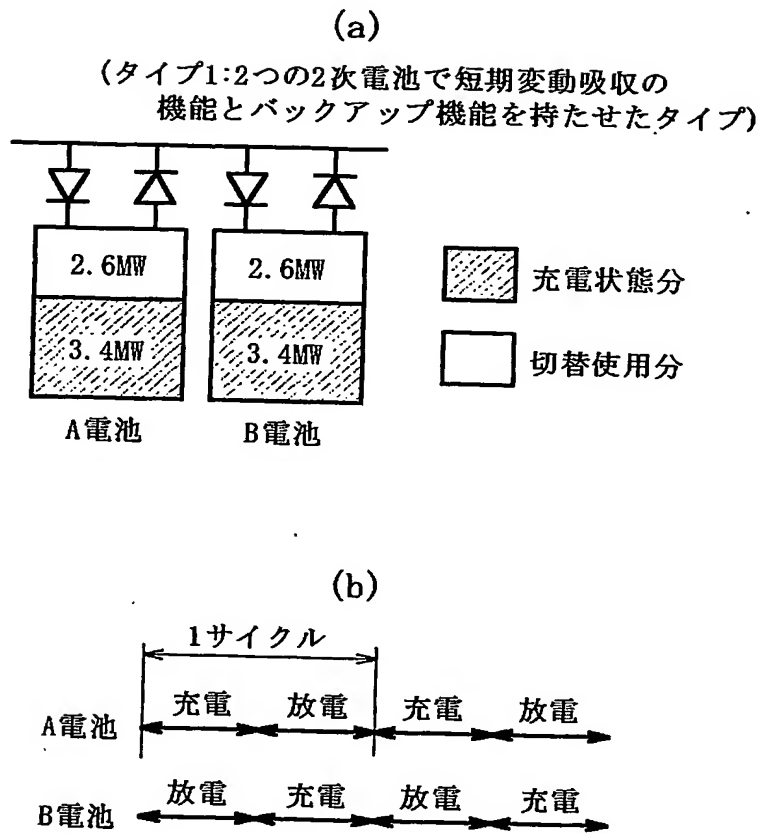 (a)
(タイプ1:2つの2次電池で短期変動吸収の
機能とバックアップ機能を持たせたタイプ)
2.6MW 2.6MW
充電状態分
3.4MW 3.4MW
切替使用分
A電池 B電池
(b)
1サイクル
充電 放電 充電 放電
A電池
放電 充電 放電 充電
B電池